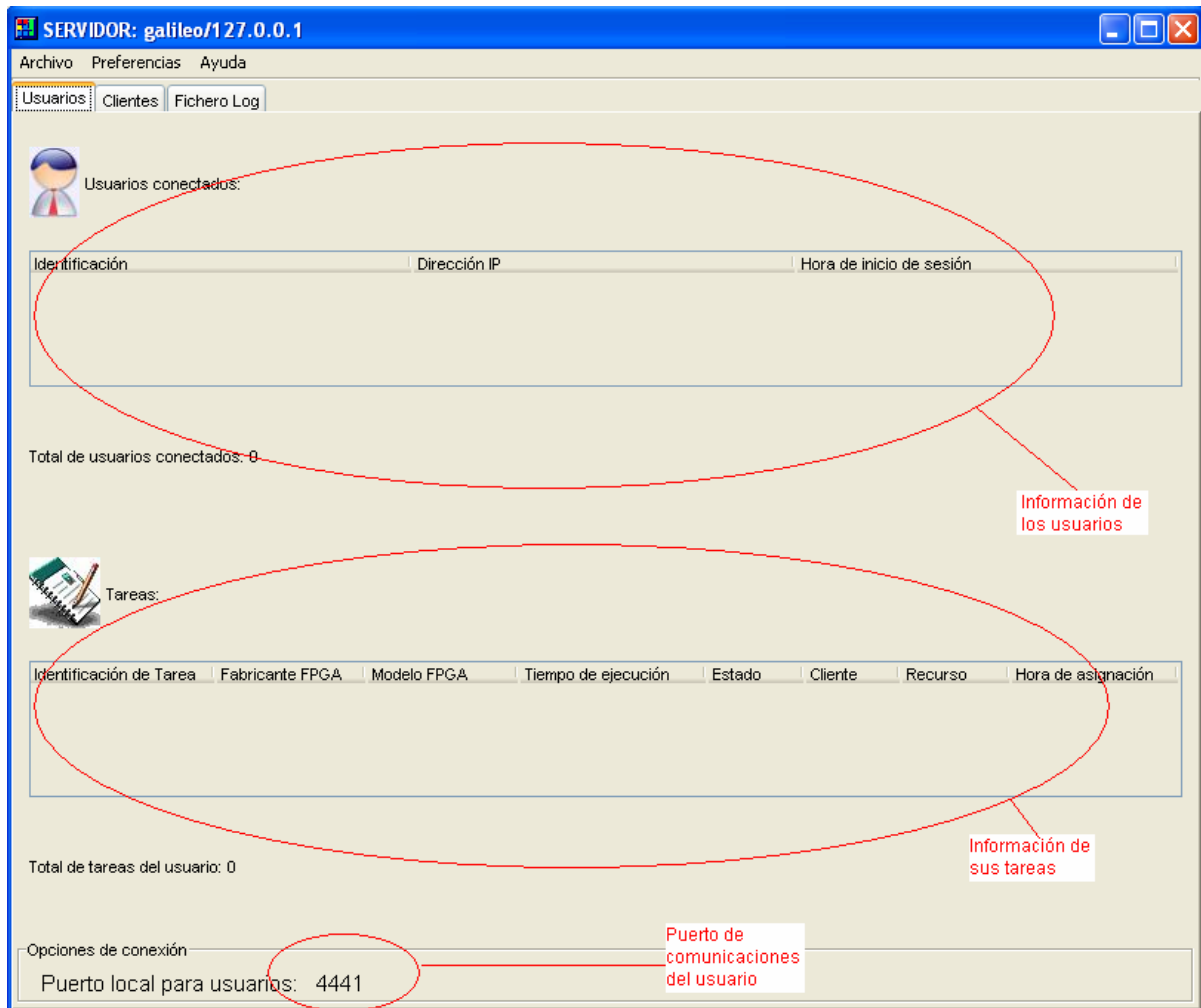 SERVIDOR: galileo/127.0.0.1
Archivo Preferencias Ayuda
Usuarios Clientes Fichero Log
Usuarios conectados:
Identificación Dirección IP Hora de inicio de sesión
Total de usuarios conectados: 0
Información de
los usuarios
Tareas:
Identificación de Tarea Fabricante FPGA Modelo FPGA Tiempo de ejecución Estado Cliente Recurso Hora de asignación
Información de
sus tareas
Total de tareas del usuario: 0
Opciones de conexión
Puerto local para usuarios: 4441
Puerto de
comunicaciones
del usuario